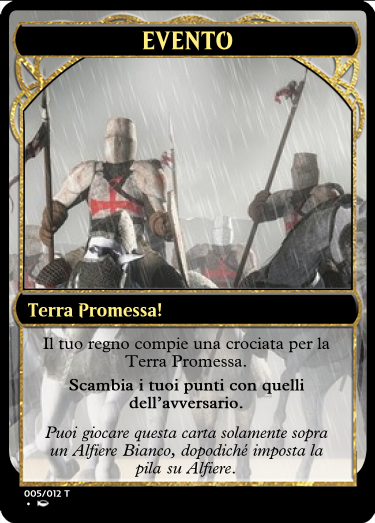 EVENTO
Terra Promessa!
Il tuo regno compie una crociata per la
Terra Promessa.
Scambia i tuoi punti con quelli
dell'avversario.
Puoi giocare questa carta solamente sopra
un Alfiere Bianco, dopodiché imposta la
pila su Alfiere.
005/012 T